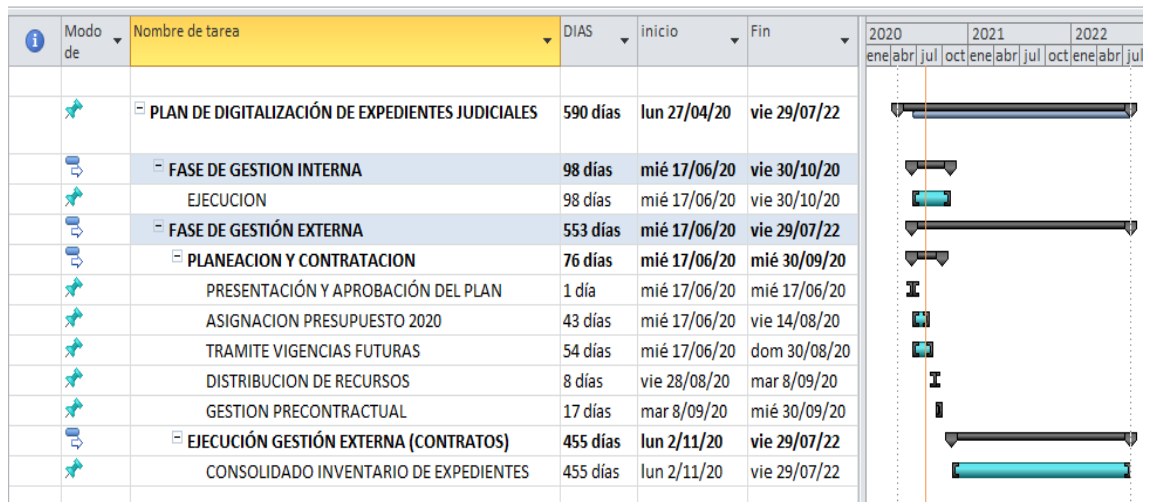 Modo de Nombre de tarea DIAS inicio Fin 2020 2021 2022
ene abr jul oct ene abr jul oct ene abr jul
PLAN DE DIGITALIZACIÓN DE EXPEDIENTES JUDICIALES 590 días lun 27/04/20 vie 29/07/22
FASE DE GESTION INTERNA 98 días mié 17/06/20 vie 30/10/20
EJECUCION 98 días mié 17/06/20 vie 30/10/20
FASE DE GESTIÓN EXTERNA 553 días mié 17/06/20 vie 29/07/22
PLANEACION Y CONTRATACION 76 días mié 17/06/20 mié 30/09/20
PRESENTACIÓN Y APROBACIÓN DEL PLAN 1 día mié 17/06/20 mié 17/06/20
ASIGNACION PRESUPUESTO 2020 43 días mié 17/06/20 vie 14/08/20
TRAMITE VIGENCIAS FUTURAS 54 días mié 17/06/20 dom 30/08/20
DISTRIBUCION DE RECURSOS 8 días vie 28/08/20 mar 8/09/20
GESTION PRECONTRACTUAL 17 días mar 8/09/20 mié 30/09/20
EJECUCIÓN GESTIÓN EXTERNA (CONTRATOS) 455 días lun 2/11/20 vie 29/07/22
CONSOLIDADO INVENTARIO DE EXPEDIENTES 455 días lun 2/11/20 vie 29/07/22